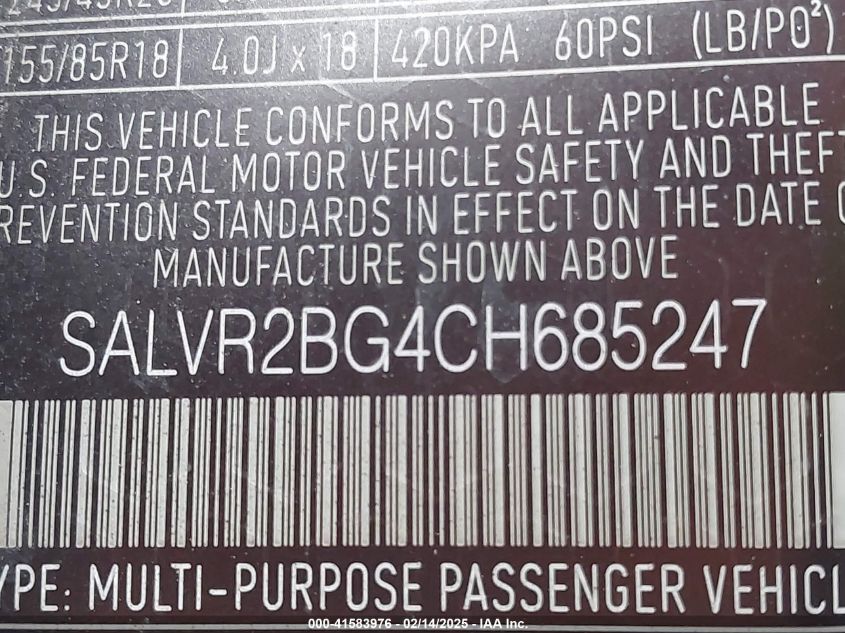 155/85R18 4.0J x 18 420KPA 60PSI (LB/PO²)
THIS VEHICLE CONFORMS TO ALL APPLICABLE
U.S. FEDERAL MOTOR VEHICLE SAFETY AND THEFT
REVENTION STANDARDS IN EFFECT ON THE DATE O
MANUFACTURE SHOWN ABOVE
SALVR2BG4CH685247
YPE: MULTI-PURPOSE PASSENGER VEHICL
000-41583976 - 02/14/2025 - IAA Inc.